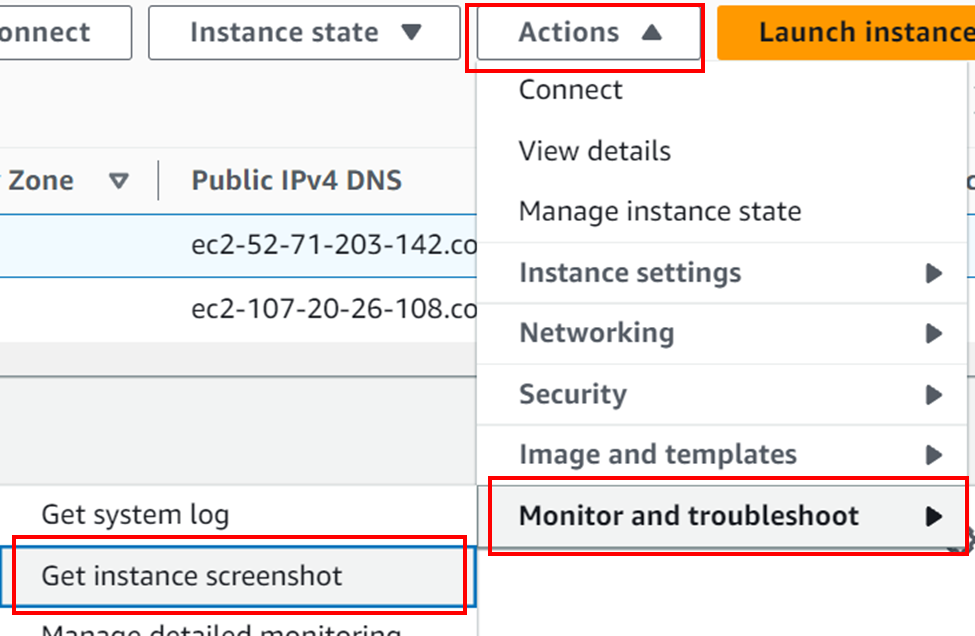 onnect
Instance state
Actions
Launch instance
Connect
View details
Zone
Public IPv4 DNS
Manage instance state
ec2-52-71-203-142.co
Instance settings
ec2-107-20-26-108.co
Networking
Security
Image and templates
Monitor and troubleshoot
Get system log
Get instance screenshot
Manage detailed monitoring